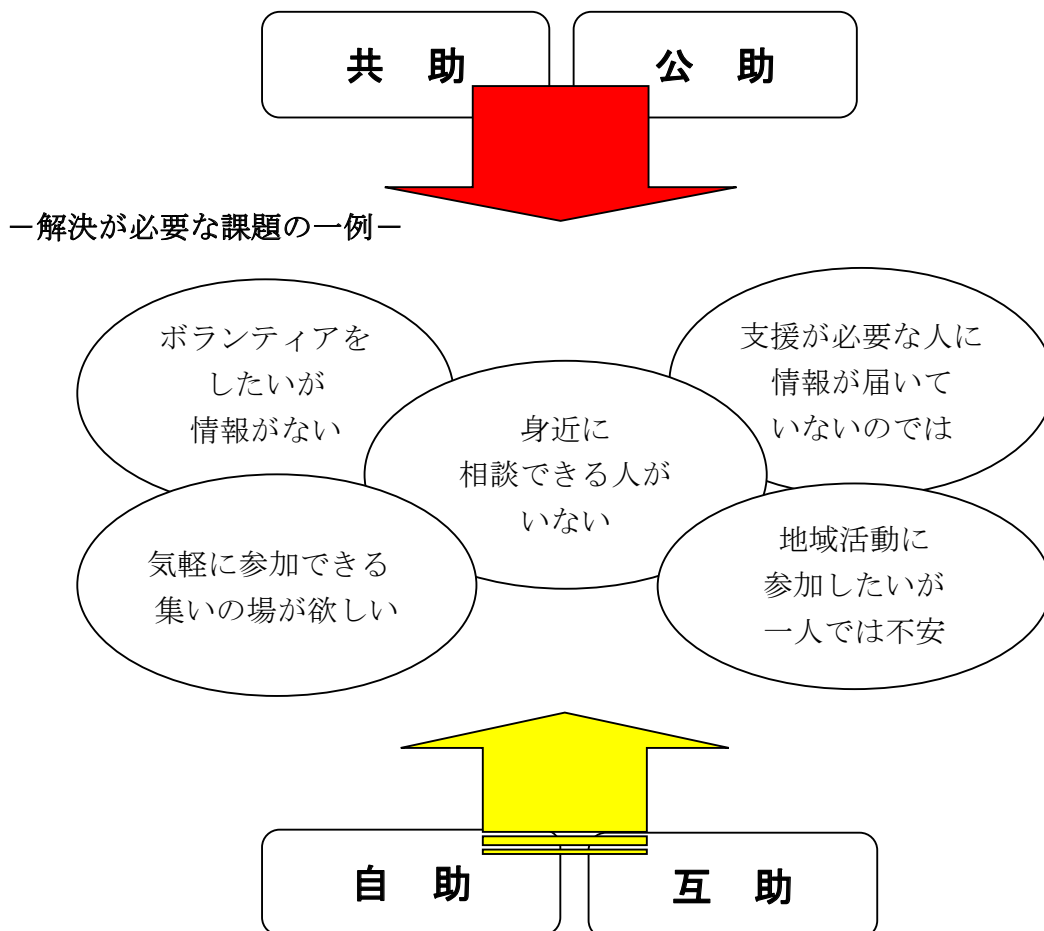 共 助
公 助
－解決が必要な課題の一例－
ボランティアを
したいが
情報がない
支援が必要な人に
情報が届いて
いないのでは
身近に
相談できる人が
いない
気軽に参加できる
集いの場が欲しい
地域活動に
参加したいが
一人では不安
自 助
互 助